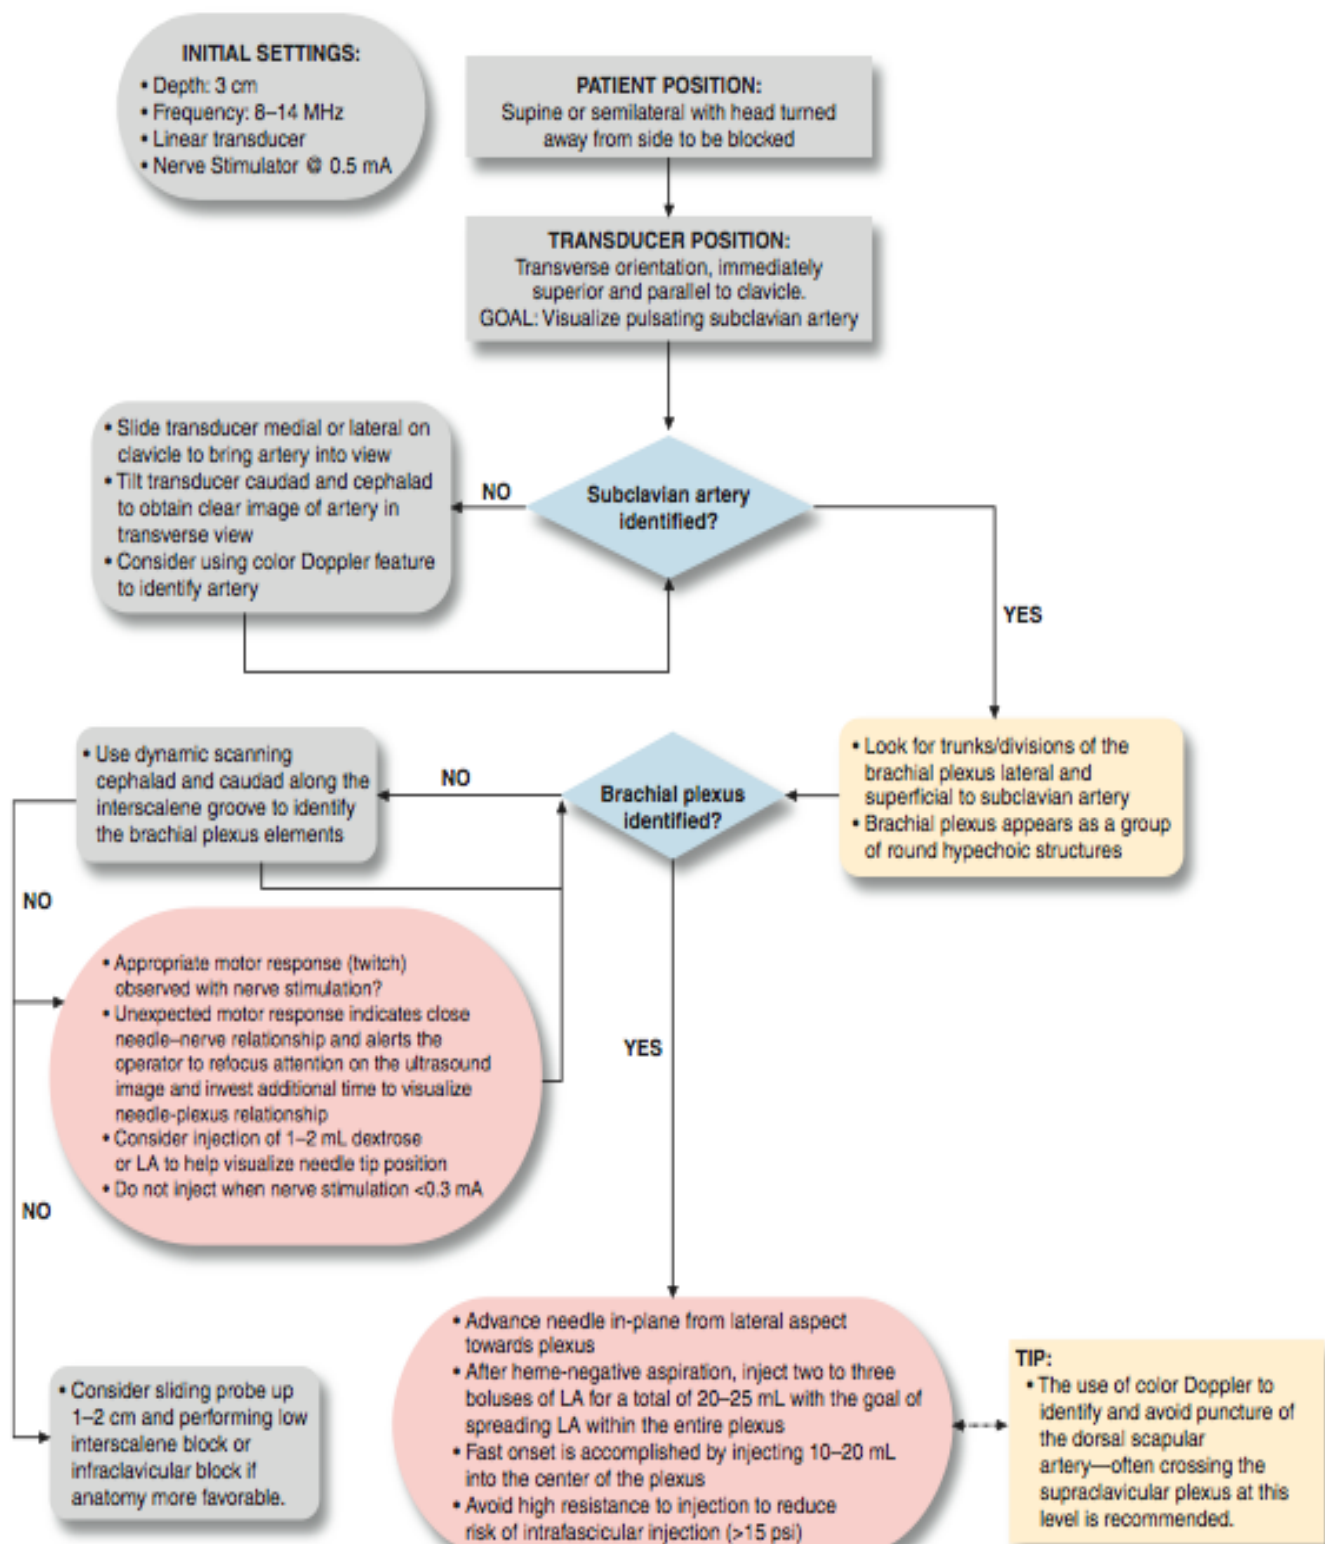 INITIAL SETTINGS:
• Depth: 3 cm
• Frequency: 8–14 MHz
• Linear transducer
• Nerve Stimulator @ 0.5 mA
PATIENT POSITION:
Supine or semilateral with head turned
away from side to be blocked
TRANSDUCER POSITION:
Transverse orientation, immediately
superior and parallel to clavicle.
GOAL: Visualize pulsating subclavian artery
• Slide transducer medial or lateral on
clavicle to bring artery into view
• Tilt transducer caudad and cephalad
to obtain clear image of artery in
transverse view
• Consider using color Doppler feature
to identify artery
NO
Subclavian artery
identified?
YES
• Use dynamic scanning
cephalad and caudad along the
interscalene groove to identify
the brachial plexus elements
NO
Brachial plexus
identified?
• Look for trunks/divisions of the
brachial plexus lateral and
superficial to subclavian artery
• Brachial plexus appears as a group
of round hypechoic structures
NO
• Appropriate motor response (twitch)
observed with nerve stimulation?
• Unexpected motor response indicates close
needle–nerve relationship and alerts the
operator to refocus attention on the ultrasound
image and invest additional time to visualize
needle-plexus relationship
• Consider injection of 1–2 mL dextrose
or LA to help visualize needle tip position
• Do not inject when nerve stimulation <0.3 mA
YES
NO
• Consider sliding probe up
1–2 cm and performing low
interscalene block or
infraclavicular block if
anatomy more favorable.
• Advance needle in-plane from lateral aspect
towards plexus
• After heme-negative aspiration, inject two to three
boluses of LA for a total of 20–25 mL with the goal of
spreading LA within the entire plexus
• Fast onset is accomplished by injecting 10–20 mL
into the center of the plexus
• Avoid high resistance to injection to reduce
risk of intrafascicular injection (>15 psi)
TIP:
• The use of color Doppler to
identify and avoid puncture of
the dorsal scapular
artery—often crossing the
supraclavicular plexus at this
level is recommended.